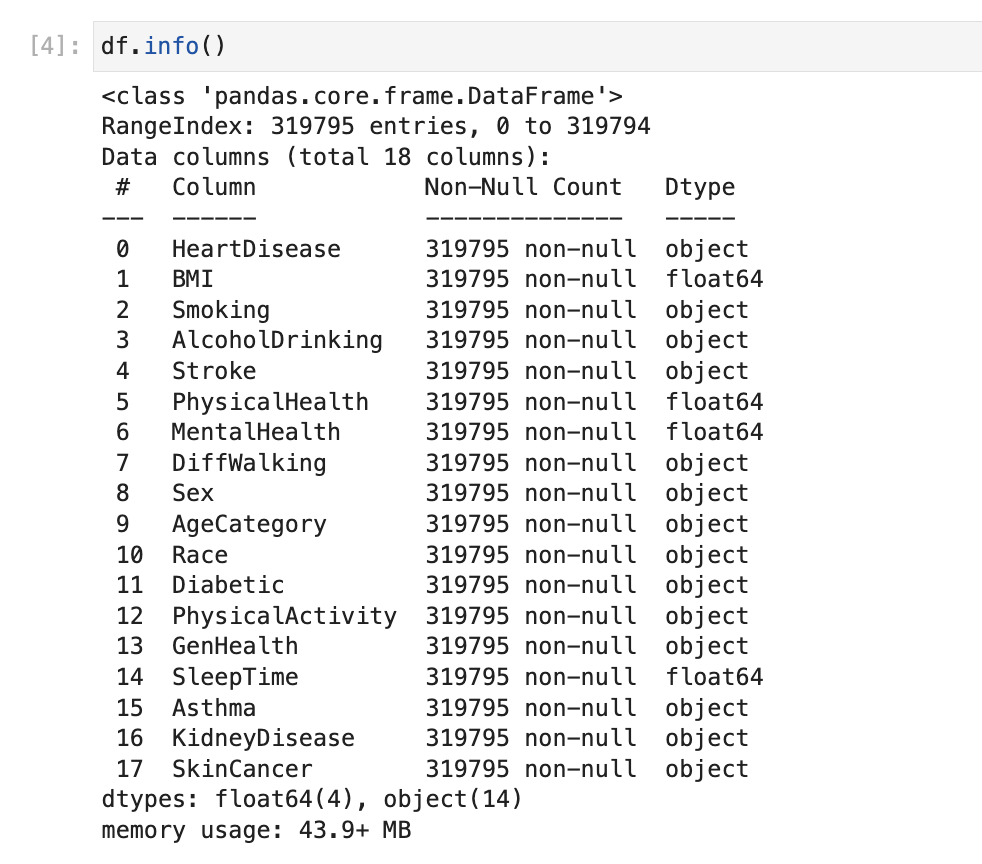 [4]: df.info()
<class 'pandas.core.frame.DataFrame'>
RangeIndex: 319795 entries, 0 to 319794
Data columns (total 18 columns):
 #   Column            Non-Null Count   Dtype
---  ------            --------------   -----
 0   HeartDisease      319795 non-null  object
 1   BMI               319795 non-null  float64
 2   Smoking           319795 non-null  object
 3   AlcoholDrinking   319795 non-null  object
 4   Stroke            319795 non-null  object
 5   PhysicalHealth    319795 non-null  float64
 6   MentalHealth      319795 non-null  float64
 7   DiffWalking       319795 non-null  object
 8   Sex               319795 non-null  object
 9   AgeCategory       319795 non-null  object
 10  Race              319795 non-null  object
 11  Diabetic          319795 non-null  object
 12  PhysicalActivity  319795 non-null  object
 13  GenHealth         319795 non-null  object
 14  SleepTime         319795 non-null  float64
 15  Asthma            319795 non-null  object
 16  KidneyDisease     319795 non-null  object
 17  SkinCancer        319795 non-null  object
dtypes: float64(4), object(14)
memory usage: 43.9+ MB